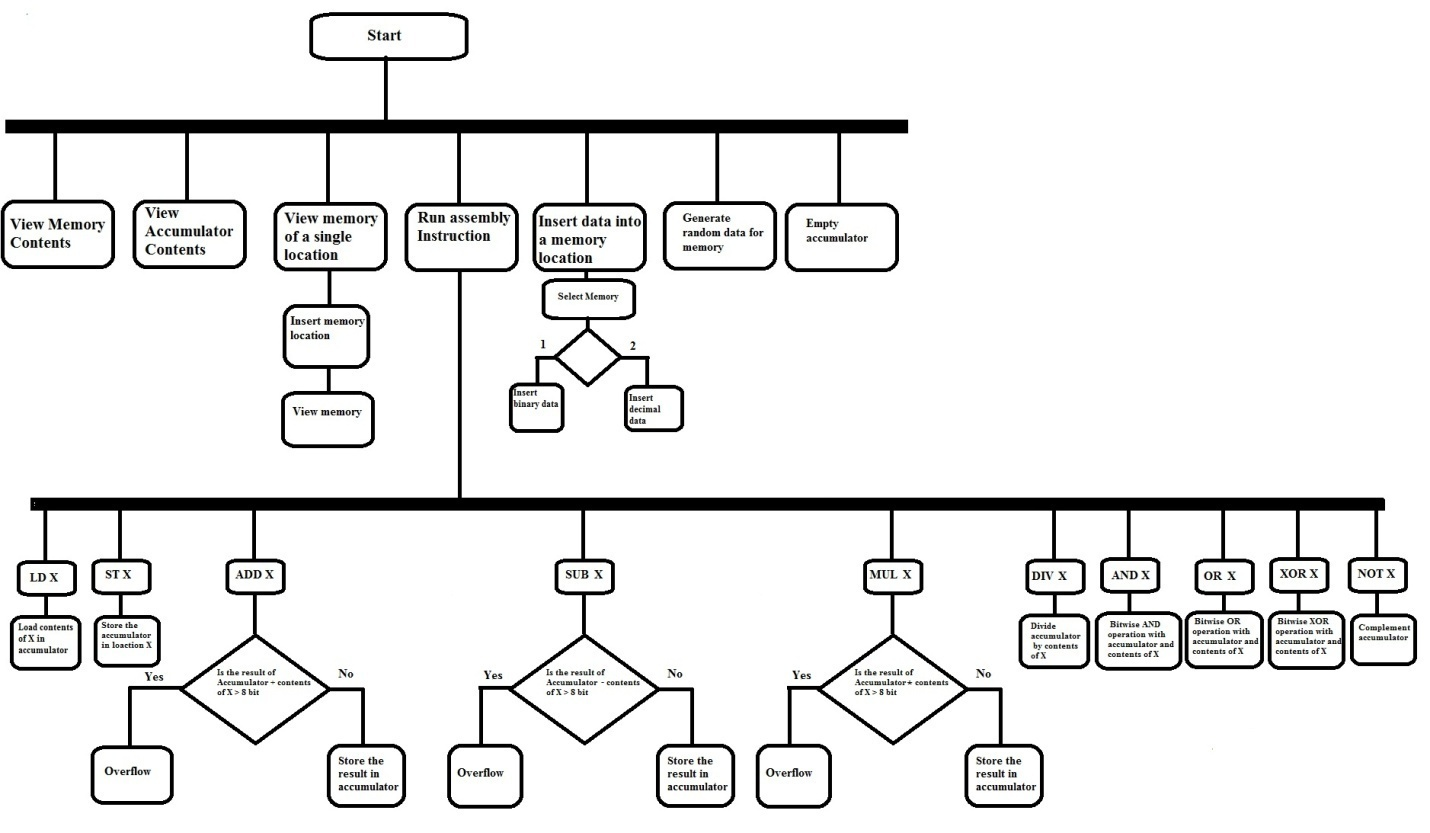 Start
View Memory
Contents
View
Accumulator
Contents
View memory
of a single
location
Run assembly
Instruction
Insert data into
a memory
location
Generate
random data for
memory
Empty
accumulator
Insert memory
location
View memory
Select Memory
1
2
Insert
binary data
Insert
decimal
data
LD X
ST X
ADD X
SUB X
MUL X
DIV X
AND X
OR X
XOR X
NOT X
Load contents
of X in
accumulator
Store the
accumulator
in loaction X
Is the result of
Accumulator + contents
of X > 8 bit
Yes
No
Overflow
Store the
result in
accumulator
Is the result of
Accumulator - contents
of X > 8 bit
Yes
No
Overflow
Store the
result in
accumulator
Is the result of
Accumulator+ contents
of X > 8 bit
Yes
No
Overflow
Store the
result in
accumulator
Divide
accumulator
by contents
of X
Bitwise AND
operation with
accumulator and
contents of X
Bitwise OR
operation with
accumulator and
contents of X
Bitwise XOR
operation with
accumulator and
contents of X
Complement
accumulator